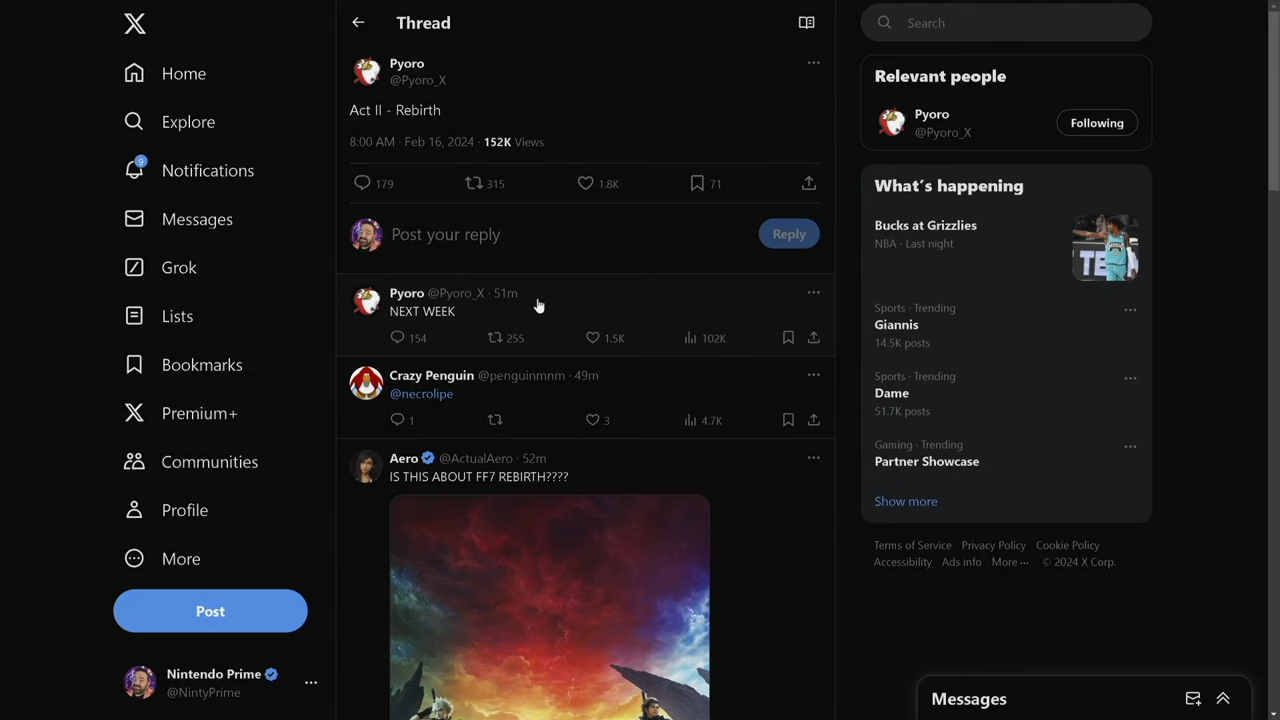 Home
Explore
9
Notifications
Messages
Grok
Lists
Bookmarks
Premium+
Communities
Profile
More
Post
Nintendo Prime
@NintyPrime
Thread
Pyoro
@Pyoro_X
Act II - Rebirth
8:00 AM · Feb 16, 2024 · 152K Views
179 315 1.8K 71
Post your reply
Reply
Pyoro @Pyoro_X · 51m
NEXT WEEK
154 255 1.5K 102K
Crazy Penguin @penguinmnm · 49m
@necrolipe
1 3 4.7K
Aero @ActualAero · 52m
IS THIS ABOUT FF7 REBIRTH????
Search
Relevant people
Pyoro
@Pyoro_X
Following
What's happening
Bucks at Grizzlies
NBA · Last night
TE
Sports · Trending
Giannis
14.5K posts
Sports · Trending
Dame
51.7K posts
Gaming · Trending
Partner Showcase
Show more
Terms of Service Privacy Policy Cookie Policy
Accessibility Ads info More ··· © 2024 X Corp.
Messages